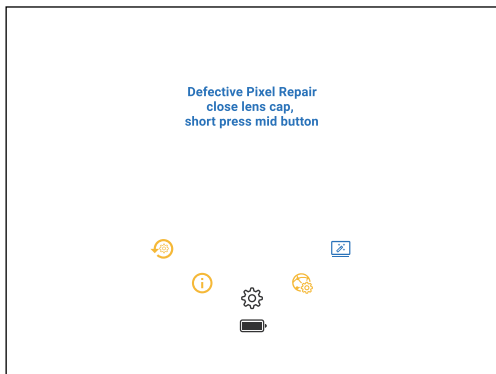 Defective Pixel Repair
close lens cap,
short press mid button